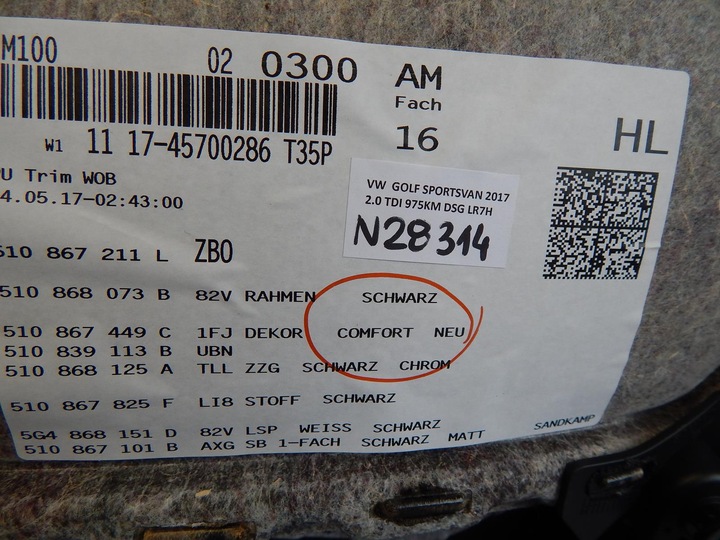 M100 02 0300 AM
Fach
16
HL
W1 11 17-45700286 T35P
U Trim WOB
4.05.17-02:43:00
VW GOLF SPORTSVAN 2017
2.0 TDI 975KM DSG LR7H
N28314
510 867 211 L ZB0
510 868 073 B 82V RAHMEN SCHWARZ
510 867 449 C 1FJ DEKOR COMFORT NEU
510 839 113 B UBN
510 868 125 A TLL ZZG SCHWARZ CHROM
510 867 825 F LI8 STOFF SCHWARZ
5G4 868 151 D 82V LSP WEISS SCHWARZ
510 867 101 B AXG SB 1-FACH SCHWARZ MATT
SANDKAMP